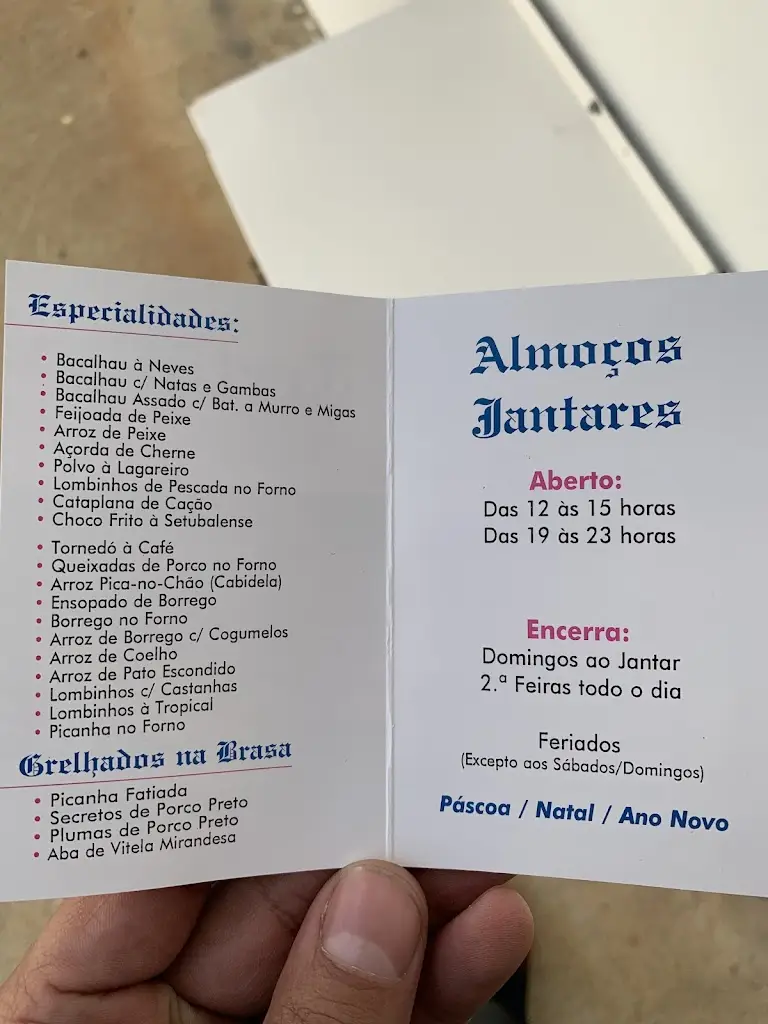 Especialidades:
• Bacalhau à Neves
• Bacalhau c/ Natas e Gambas
• Bacalhau Assado c/ Bat. a Murro e Migas
• Feijoada de Peixe
• Arroz de Peixe
• Açorda de Cherne
• Polvo à Lagareiro
• Lombinhos de Pescada no Forno
• Cataplana de Cação
• Choco Frito à Setubalense
• Tornedó à Café
• Queixadas de Porco no Forno
• Arroz Pica-no-Chão (Cabidela)
• Ensopado de Borrego
• Borrego no Forno
• Arroz de Borrego c/ Cogumelos
• Arroz de Coelho
• Arroz de Pato Escondido
• Lombinhos c/ Castanhas
• Lombinhos à Tropical
• Picanha no Forno
Grelhados na Brasa
• Picanha Fatiada
• Secretos de Porco Preto
• Plumas de Porco Preto
• Aba de Vitela Mirandesa
Almoços
Jantares
Aberto:
Das 12 às 15 horas
Das 19 às 23 horas
Encerra:
Domingos ao Jantar
2.ª Feiras todo o dia
Feriados
(Excepto aos Sábados/Domingos)
Páscoa / Natal / Ano Novo